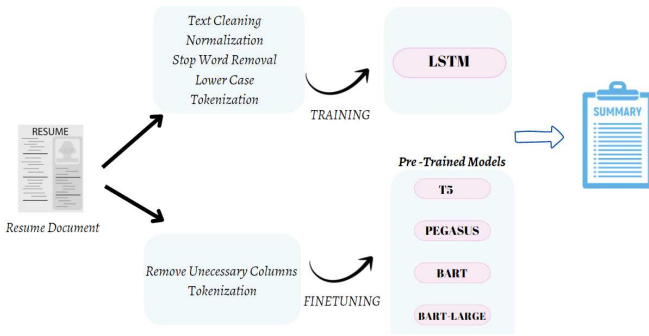 Text Cleaning
Normalization
Stop Word Removal
Lower Case
Tokenization
TRAINING
LSTM
RESUME
Resume Document
SUMMARY
Pre -Trained Models
T5
PEGASUS
BART
BART-LARGE
Remove Unecessary Columns
Tokenization
FINETUNING